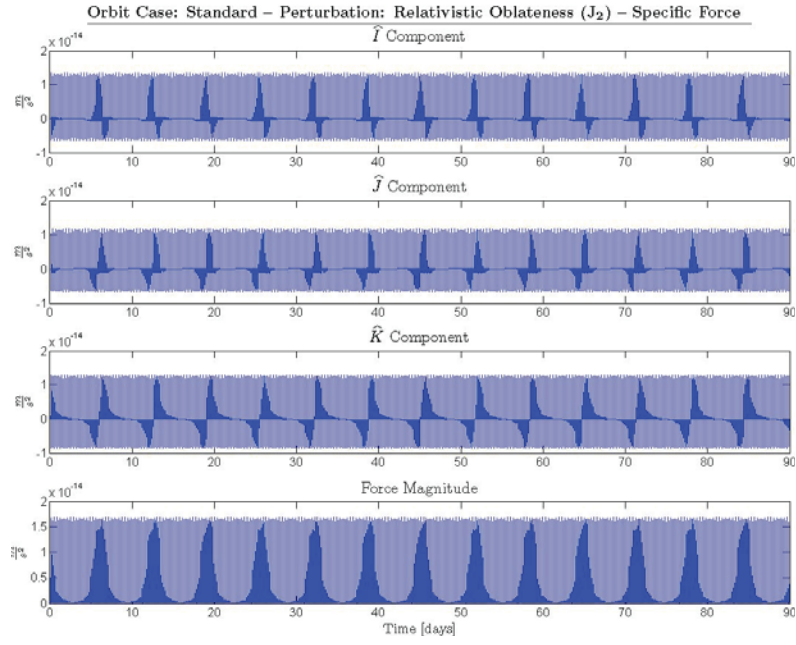 Orbit Case: Standard – Perturbation: Relativistic Oblateness (J₂) – Specific Force
Î Component
x 10⁻¹⁴
2
1
0
-1
m/s²
0 10 20 30 40 50 60 70 80 90
Ĵ Component
x 10⁻¹⁴
2
1
0
-1
m/s²
0 10 20 30 40 50 60 70 80 90
K̂ Component
x 10⁻¹⁴
2
1
0
-1
m/s²
0 10 20 30 40 50 60 70 80 90
Force Magnitude
x 10⁻¹⁴
2
1.5
1
0.5
0
m/s²
0 10 20 30 40 50 60 70 80 90
Time [days]